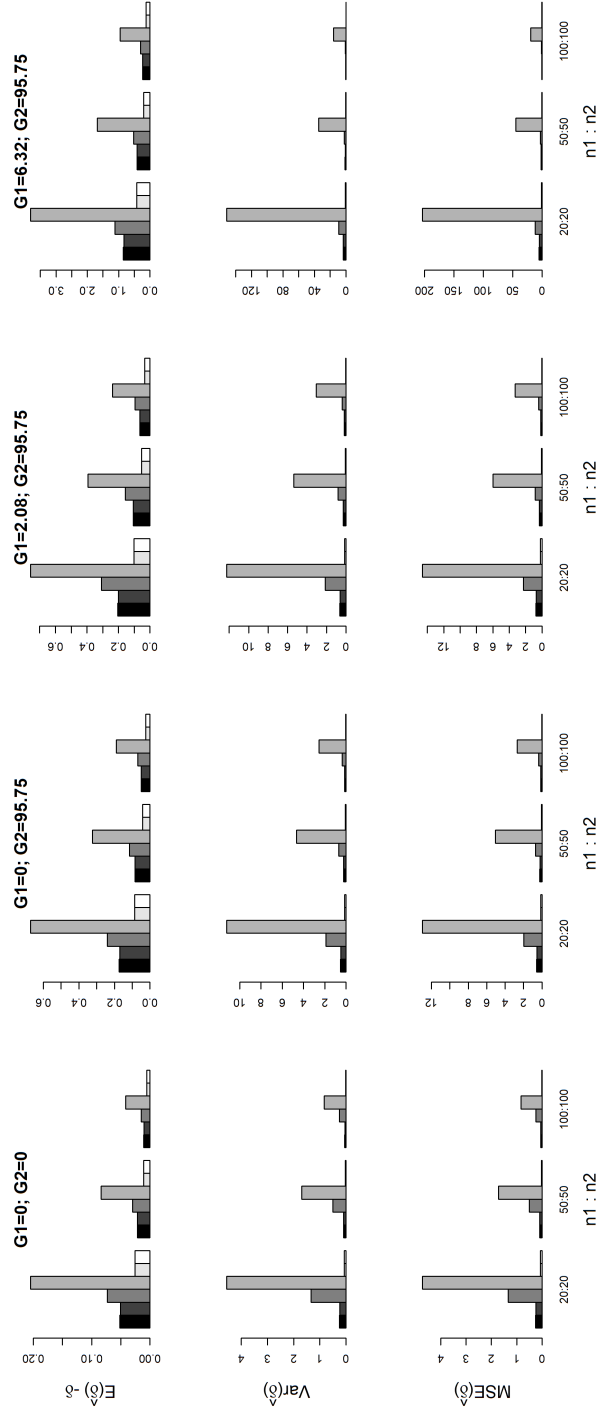 G1=0; G2=0
G1=0; G2=95.75
G1=2.08; G2=95.75
G1=6.32; G2=95.75
E(δ̂) - δ
0.00 0.10 0.20
0.0 0.2 0.6
0.0 0.2 0.4 0.6
0.0 1.0 2.0 3.0
Var(δ̂)
0 1 2 3 4
0 2 4 6 8 10
0 2 4 6 8 10
0 40 80 120
MSE(δ̂)
0 1 2 3 4
0 2 4 6 8 12
0 2 4 6 8 12
0 50 100 150 200
20:20 50:50 100:100
20:20 50:50 100:100
20:20 50:50 100:100
20:20 50:50 100:100
n1 : n2
n1 : n2
n1 : n2
n1 : n2